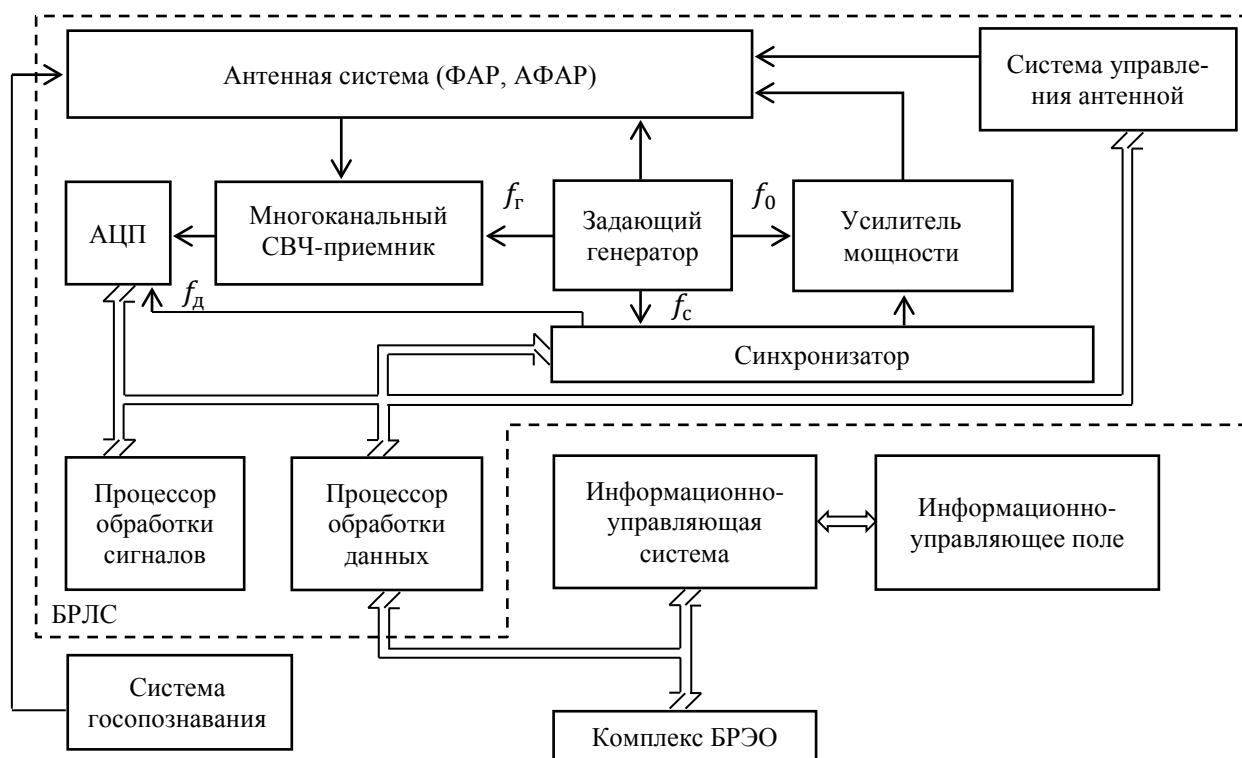 Антенная система (ФАР, АФАР)
Система управле-
ния антенной
АЦП
Многоканальный
СВЧ-приемник
fг
Задающий
генератор
f0
Усилитель
мощности
fд
fс
Синхронизатор
Процессор
обработки
сигналов
Процессор
обработки
данных
Информационно-
управляющая
система
Информационно-
управляющее поле
БРЛС
Система
госопознавания
Комплекс БРЭО